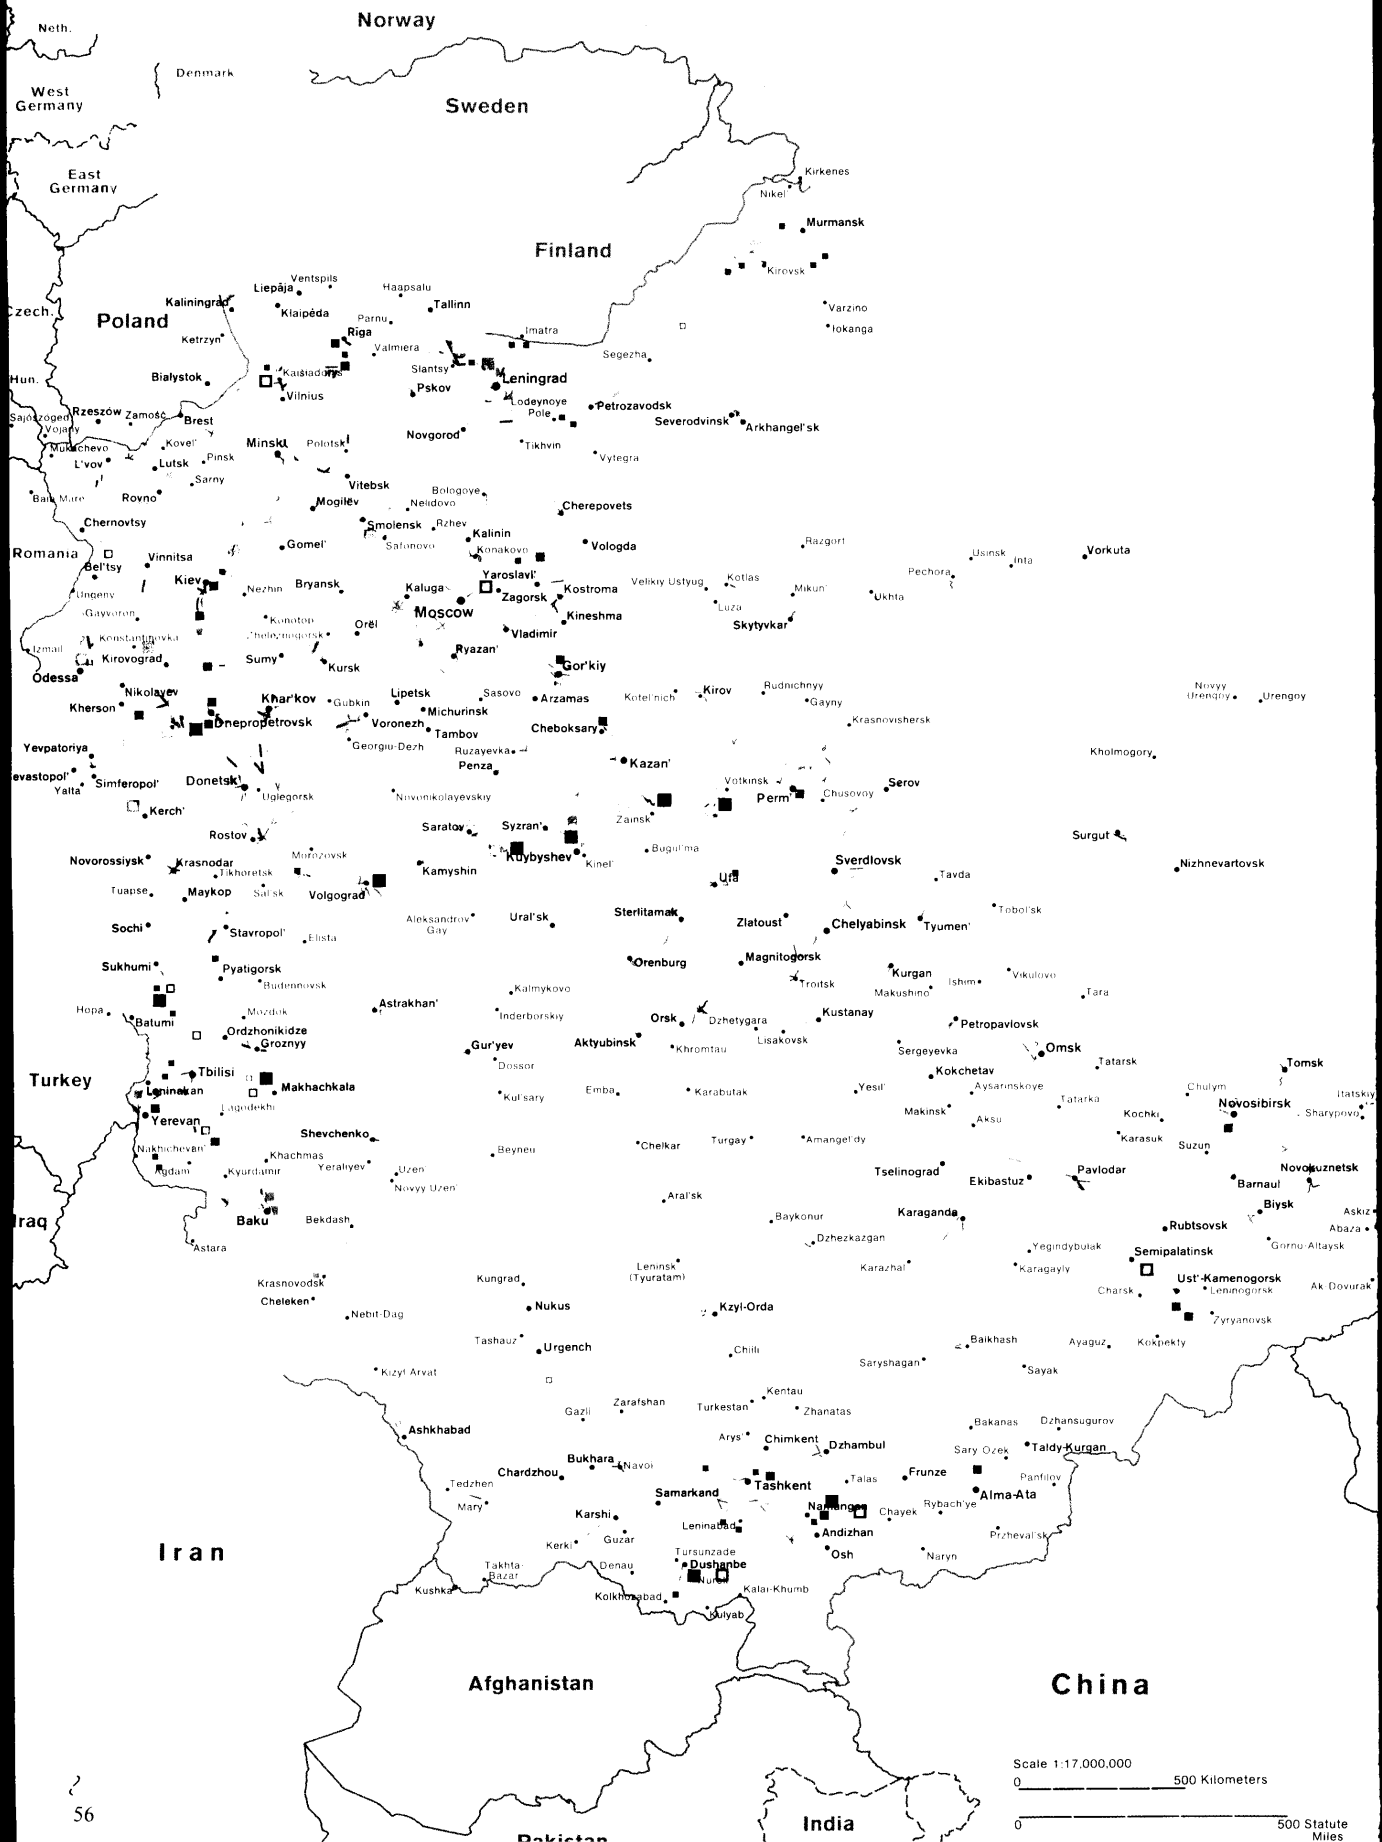 Neth.
Norway
Denmark
West
Germany
Sweden
East
Germany
Kirkenes
Nikel'
Murmansk
Finland
Kirovsk
Ventspils
Liepāja
Haapsalu
Kaliningrad
Tallinn
Klaipéda
Varzino
Czech.
Poland
Parnu
Iokanga
Riga
Imatra
Ketrzyn
Valmiera
Segezha
Slantsy
Kaišiadorys
Hun.
Bialystok
Leningrad
Pskov
Vilnius
Lodeynoye
Pole
Petrozavodsk
Rzeszów
Zamość
Brest
Severodvinsk
Arkhangel'sk
Sajószöged
Vojany
Novgorod
Mukachevo
Kovel'
Minsk
Polotsk
Tikhvin
L'vov
Lutsk
Pinsk
Vytegra
Sarny
Vitebsk
Baia Mare
Rovno
Bologoye
Mogilëv
Nelidovo
Cherepovets
Chernovtsy
Smolensk
Rzhev
Kalinin
Romania
Gomel'
Safonovo
Konakovo
Vologda
Razgort
Vorkuta
Vinnitsa
Usinsk
Inta
Bel'tsy
Kiev
Yaroslavl'
Pechora
Ungeny
Nezhin
Bryansk
Kaluga
Zagorsk
Kostroma
Velikiy Ustyug
Kotlas
Mikun'
Ukhta
Gayvoron
Moscow
Luza
Konotop
Kineshma
Orël
Skytyvkar
Konstantinovka
Zheleznogorsk
Vladimir
Izmail
Kirovograd
Sumy
Kursk
Ryazan'
Gor'kiy
Odessa
Nikolayev
Khar'kov
Lipetsk
Sasovo
Arzamas
Kotel'nich
Kirov
Rudnichnyy
Novyy
Urengoy
Urengoy
Kherson
Gubkin
Michurinsk
Gayny
Dnepropetrovsk
Voronezh
Tambov
Cheboksary
Krasnovishersk
Yevpatoriya
Georgiu-Dezh
Ruzayevka
Kholmogory
Penza
Kazan'
evastopol'
Simferopol'
Donetsk
Yalta
Uglegorsk
Novonikolayevskiy
Votkinsk
Perm'
Chusovoy
Serov
Kerch'
Zainsk
Rostov
Saratov
Syzran'
Surgut
Morozovsk
Kuybyshev
Bugul'ma
Novorossiysk
Krasnodar
Kinel'
Sverdlovsk
Nizhnevartovsk
Tikhoretsk
Kamyshin
Ufa
Tavda
Tuapse
Maykop
Sal'sk
Volgograd
Tobol'sk
Aleksandrov
Gay
Ural'sk
Sterlitamak
Zlatoust
Chelyabinsk
Tyumen'
Sochi
Stavropol'
Elista
Sukhumi
Pyatigorsk
Orenburg
Magnitogorsk
Kurgan
Vikulovo
Budennovsk
Troitsk
Makushino
Ishim
Kalmykovo
Tara
Hopa
Mozdok
Astrakhan'
Inderborskiy
Batumi
Orsk
Dzhetygara
Kustanay
Petropavlovsk
Ordzhonikidze
Groznyy
Gur'yev
Aktyubinsk
Khromtau
Lisakovsk
Sergeyevka
Omsk
Dossor
Tatarsk
Tomsk
Turkey
Tbilisi
Makhachkala
Kokchetav
Leninakan
Kul'sary
Emba
Karabutak
Yesil'
Aysarinskoye
Chulym
Itatskiy
Lagodekhi
Tatarka
Novosibirsk
Yerevan
Makinsk
Aksu
Kochki
Sharypovo
Shevchenko
Chelkar
Turgay
Amangel'dy
Karasuk
Suzun
Nakhichevan'
Khachmas
Yeraliyev
Beyneu
Agdam
Kyurdamir
Uzen
Tselinograd
Pavlodar
Novokuznetsk
Novyy Uzen'
Ekibastuz
Barnaul
Aral'sk
Iraq
Baku
Bekdash
Baykonur
Karaganda
Biysk
Askiz
Rubtsovsk
Abaza
Astara
Dzhezkazgan
Yegindybulak
Semipalatinsk
Gorno-Altaysk
Leninsk
(Tyuratam)
Karazhal
Karagayly
Krasnovodsk
Kungrad
Ust'-Kamenogorsk
Ak-Dovurak
Cheleken
Charsk
Leninogorsk
Nebit-Dag
Nukus
Kzyl-Orda
Zyryanovsk
Tashauz
Urgench
Balkhash
Ayaguz
Kokpekty
Chiili
Kizyl Arvat
Saryshagan
Sayak
Zarafshan
Kentau
Gazli
Turkestan
Zhanatas
Ashkhabad
Arys'
Bakanas
Dzhansugurov
Chimkent
Dzhambul
Sary Ozek
Taldy-Kurgan
Bukhara
Navoi
Chardzhou
Frunze
Panfilov
Tedzhen
Tashkent
Talas
Mary
Samarkand
Alma-Ata
Namangan
Rybach'ye
Karshi
Chayek
Leninabad
Andizhan
Przheval'sk
Guzar
Kerki
Iran
Tursunzade
Osh
Naryn
Takhta-
Bazar
Denau
Dushanbe
Nurek
Kushka
Kolkhozabad
Kalai-Khumb
Kulyab
Afghanistan
China
Scale 1:17,000,000
0
500 Kilometers
56
India
0
500 Statute
Miles
Pakistan